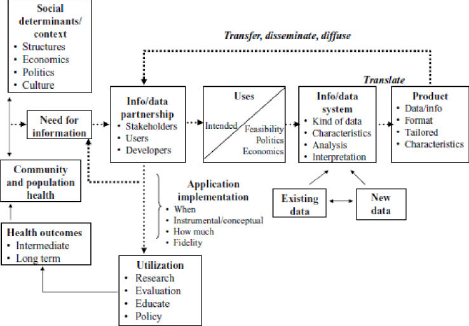 Social
determinants/
context
• Structures
• Economics
• Politics
• Culture
Transfer, disseminate, diffuse
Translate
Need for
information
Info/data
partnership
• Stakeholders
• Users
• Developers
Uses
Intended
Feasibility
Politics
Economics
Info/data
system
• Kind of data
• Characteristics
• Analysis
• Interpretation
Product
• Data/info
• Format
• Tailored
• Characteristics
Community
and population
health
Application
implementation
• When
• Instrumental/conceptual
• How much
• Fidelity
Existing
data
New
data
Health outcomes
• Intermediate
• Long term
Utilization
• Research
• Evaluation
• Educate
• Policy